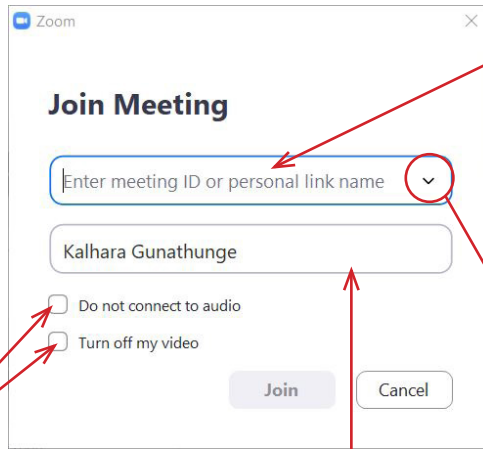 Zoom
Join Meeting
Enter meeting ID or personal link name
Kalhara Gunathunge
Do not connect to audio
Turn off my video
Join
Cancel